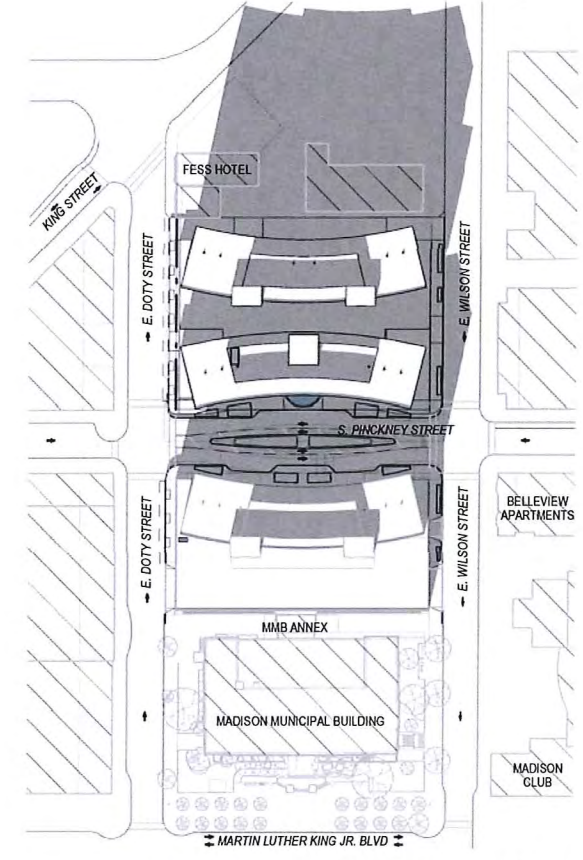 FESS HOTEL
KING STREET
E. DOTY STREET
E. WILSON STREET
S. PINCKNEY STREET
BELLEVIEW
APARTMENTS
E. DOTY STREET
E. WILSON STREET
MMB ANNEX
MADISON MUNICIPAL BUILDING
MADISON
CLUB
MARTIN LUTHER KING JR. BLVD